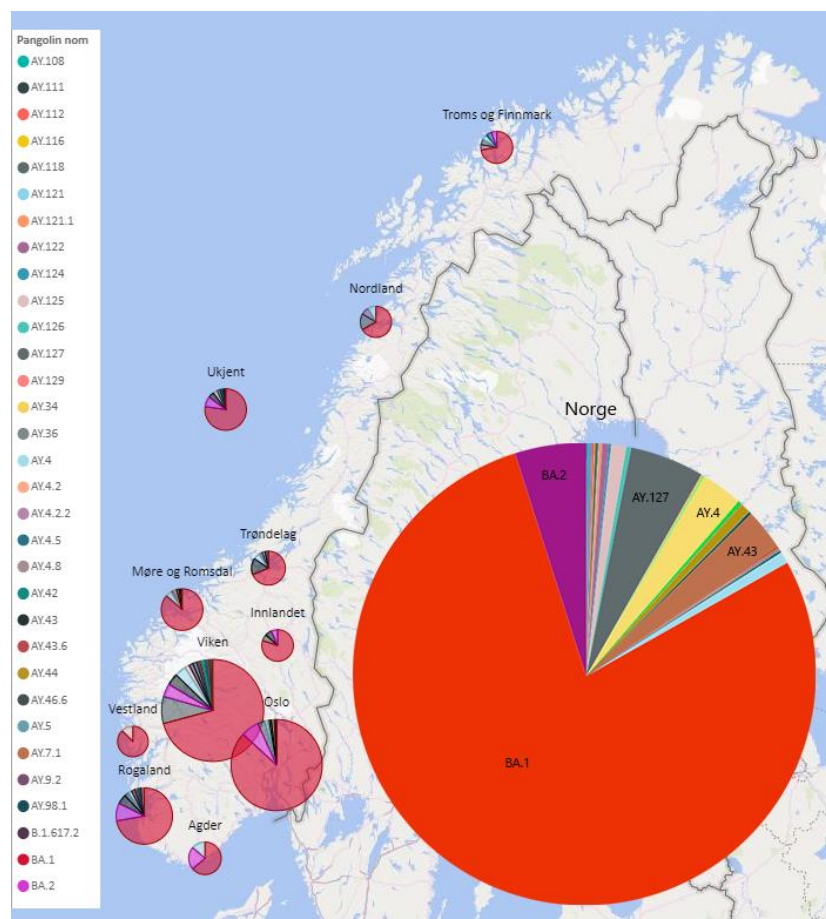 Pangolin nom
AY.108
AY.111
AY.112
AY.116
AY.118
AY.121
AY.121.1
AY.122
AY.124
AY.125
AY.126
AY.127
AY.129
AY.34
AY.36
AY.4
AY.4.2
AY.4.2.2
AY.4.5
AY.4.8
AY.42
AY.43
AY.43.6
AY.44
AY.46.6
AY.5
AY.7.1
AY.9.2
AY.98.1
B.1.617.2
BA.1
BA.2
Troms og Finnmark
Nordland
Ukjent
Norge
BA.2
AY.127
AY.4
AY.43
BA.1
Trøndelag
Møre og Romsdal
Innlandet
Viken
Vestland
Oslo
Rogaland
Agder